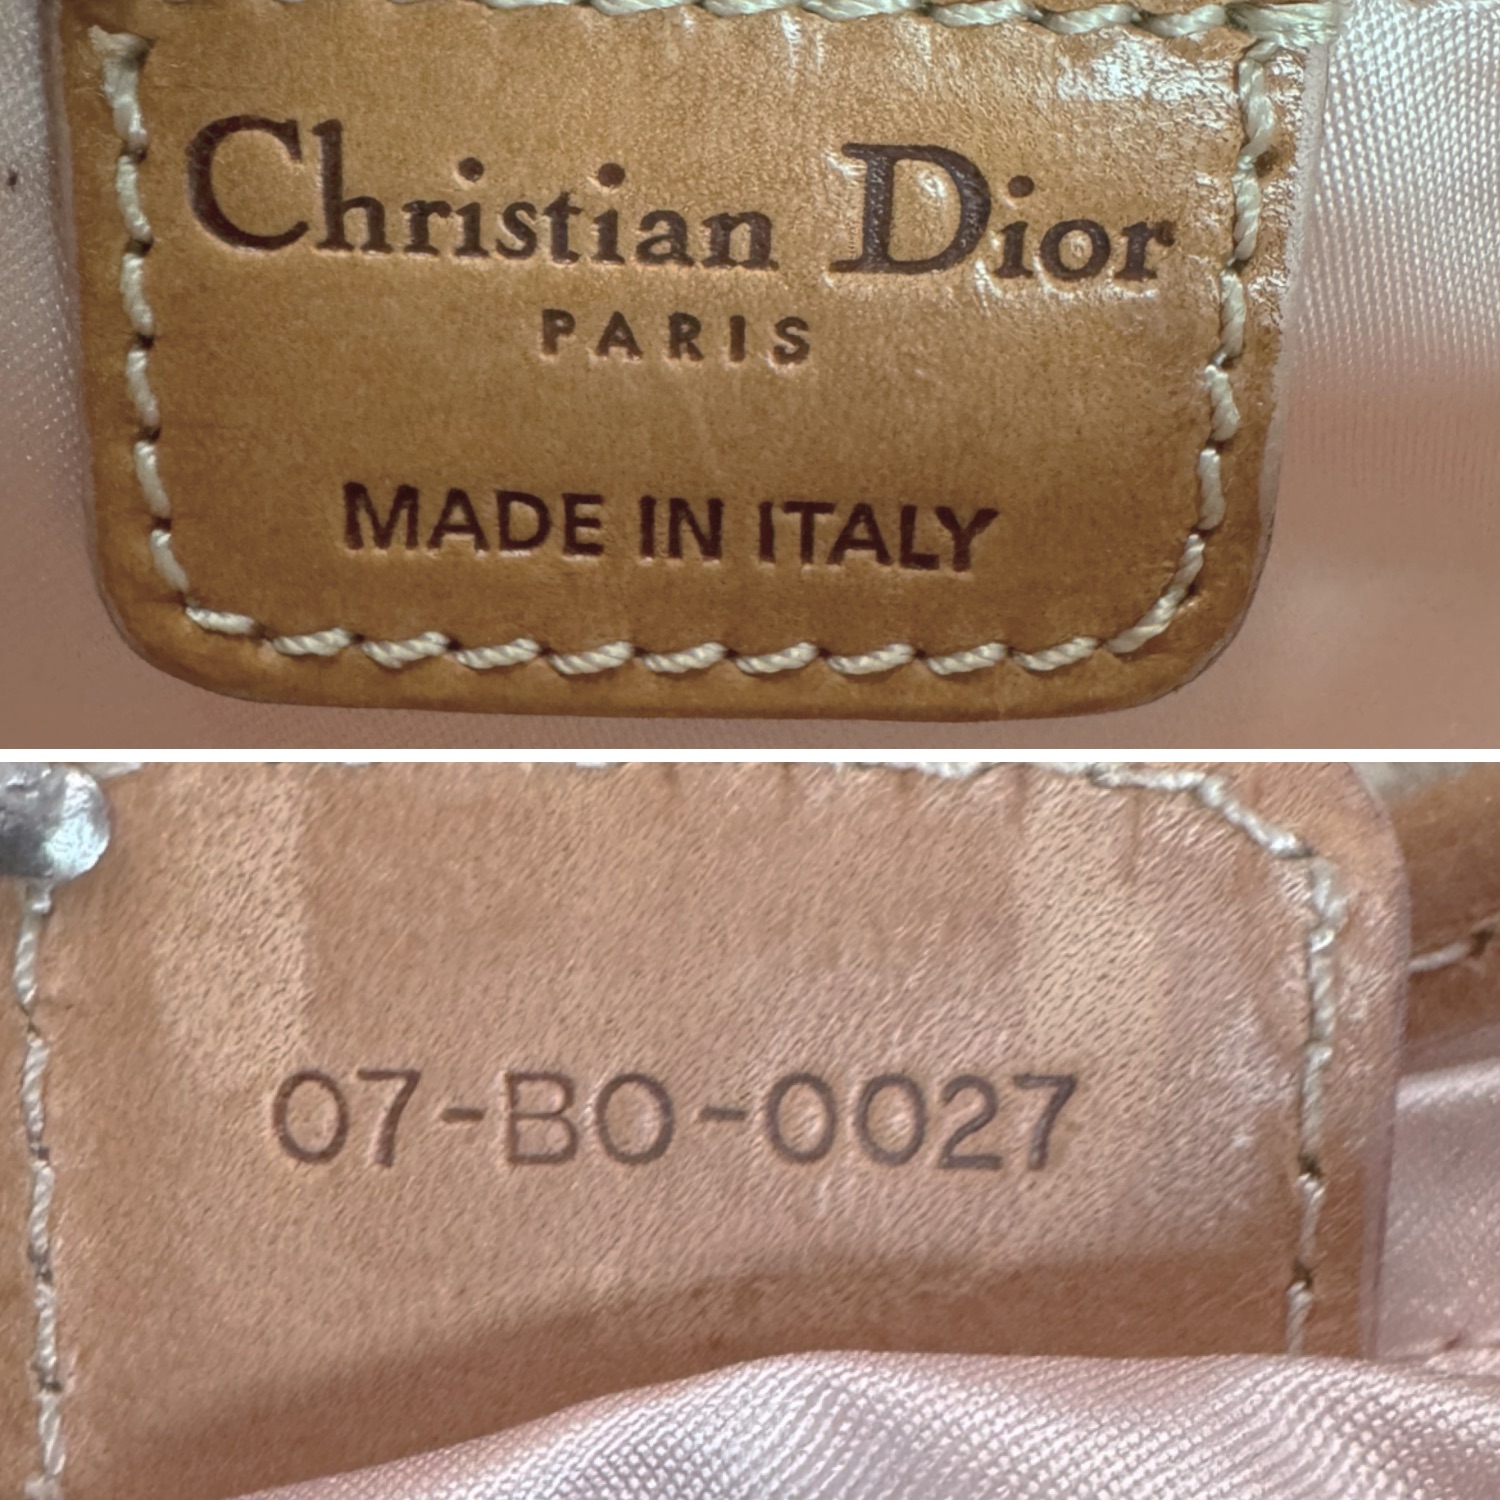 Christian Dior
PARIS
MADE IN ITALY
07-BO-0027